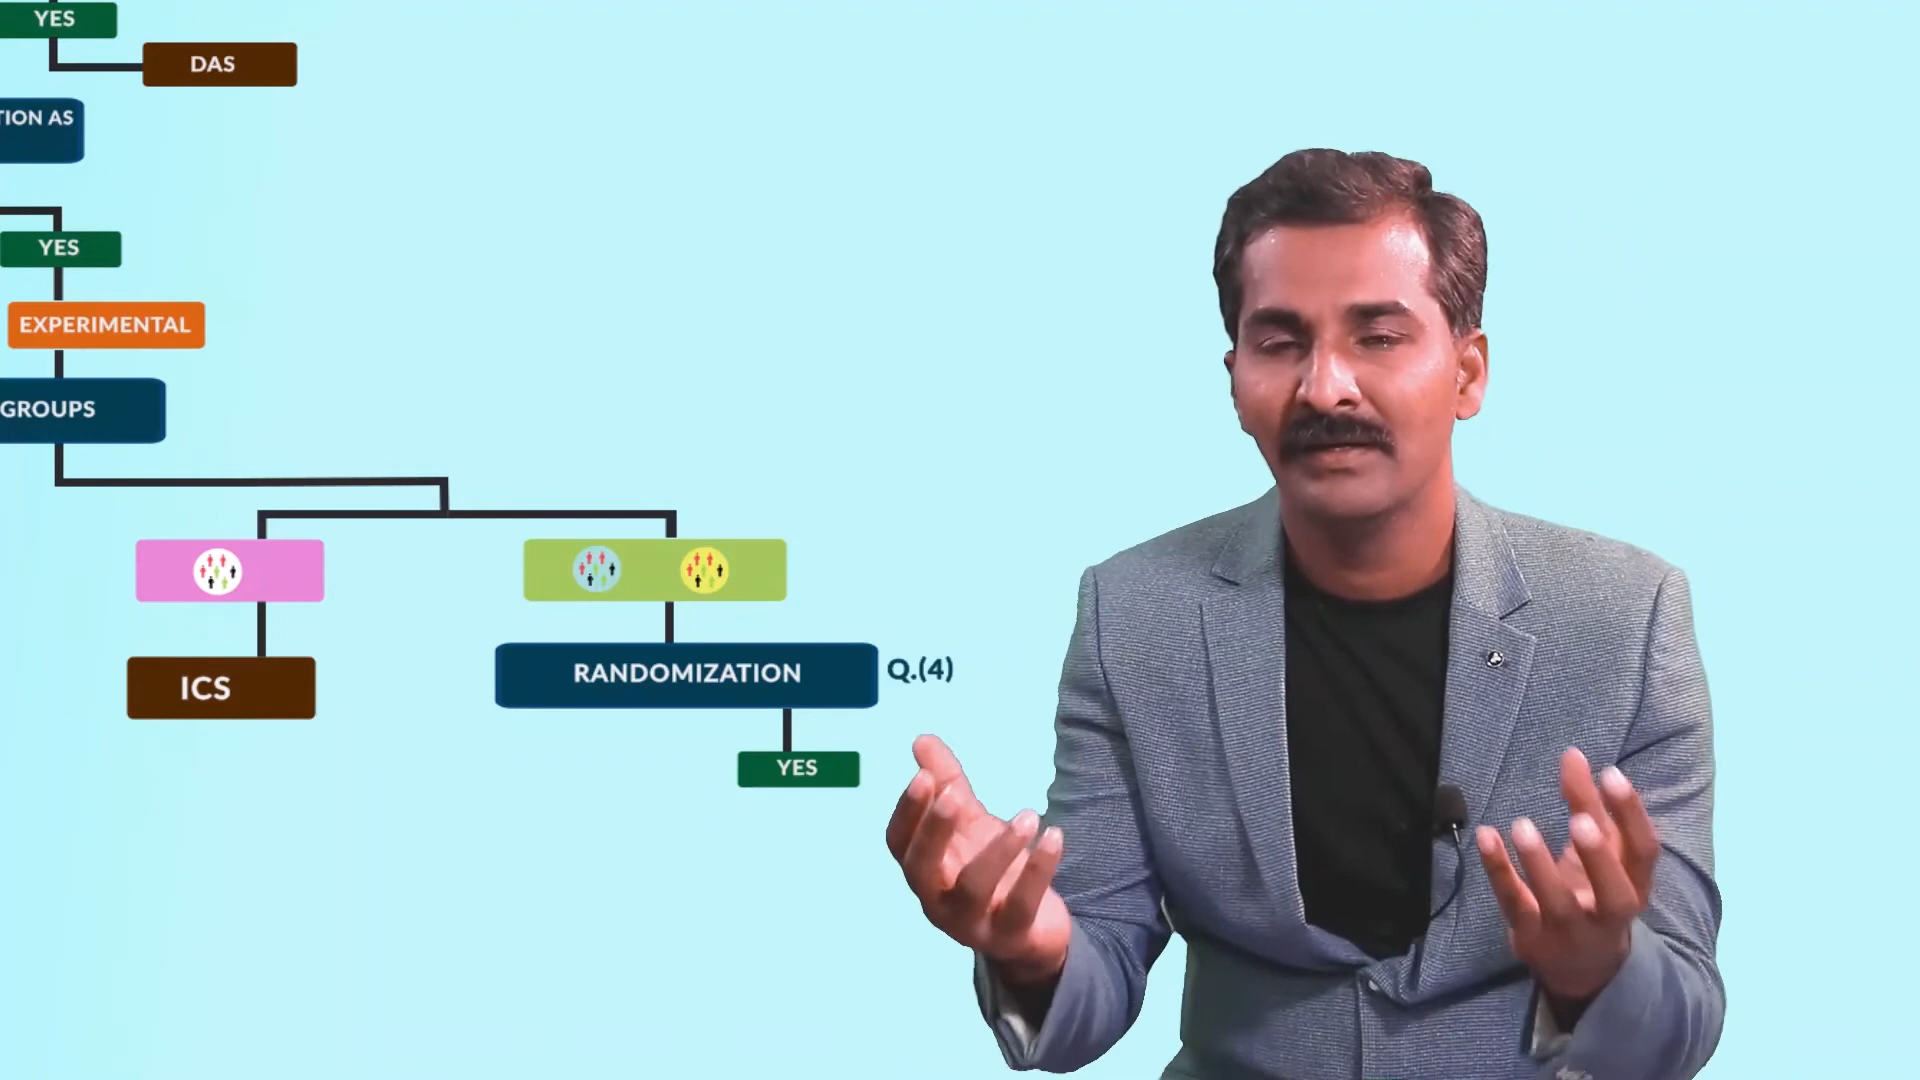 YES
DAS
TION AS
YES
EXPERIMENTAL
GROUPS
ICS
RANDOMIZATION Q.(4)
YES